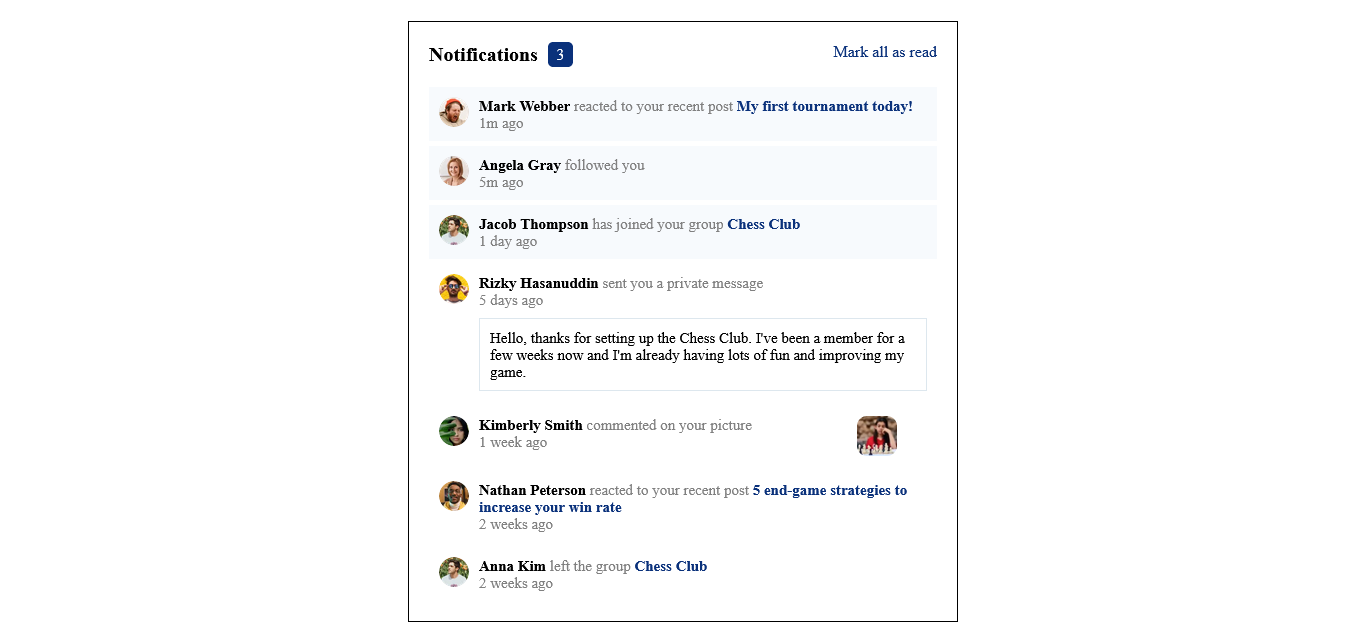 Notifications 3
Mark all as read
Mark Webber reacted to your recent post My first tournament today!
1m ago
Angela Gray followed you
5m ago
Jacob Thompson has joined your group Chess Club
1 day ago
Rizky Hasanuddin sent you a private message
5 days ago
Hello, thanks for setting up the Chess Club. I've been a member for a
few weeks now and I'm already having lots of fun and improving my
game.
Kimberly Smith commented on your picture
1 week ago
Nathan Peterson reacted to your recent post 5 end-game strategies to
increase your win rate
2 weeks ago
Anna Kim left the group Chess Club
2 weeks ago